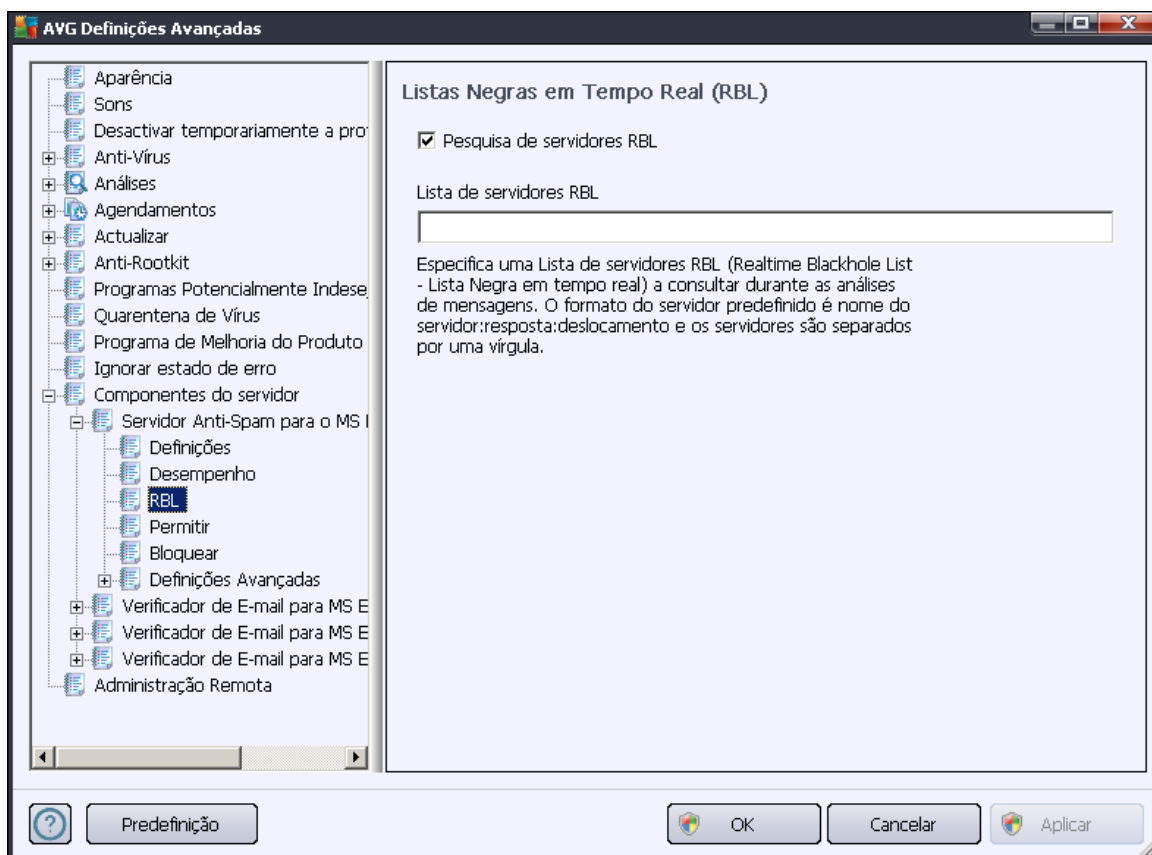 AVG Definições Avançadas
Aparência
Sons
Desactivar temporariamente a pro
Anti-Vírus
Análises
Agendamentos
Actualizar
Anti-Rootkit
Programas Potencialmente Indese
Quarentena de Vírus
Programa de Melhoria do Produto
Ignorar estado de erro
Componentes do servidor
Servidor Anti-Spam para o MS
Definições
Desempenho
RBL
Permitir
Bloquear
Definições Avançadas
Verificador de E-mail para MS E
Verificador de E-mail para MS E
Verificador de E-mail para MS E
Administração Remota
Listas Negras em Tempo Real (RBL)
Pesquisa de servidores RBL
Lista de servidores RBL
Especifica uma Lista de servidores RBL (Realtime Blackhole List
- Lista Negra em tempo real) a consultar durante as análises
de mensagens. O formato do servidor predefinido é nome do
servidor:resposta:deslocamento e os servidores são separados
por uma vírgula.
Predefinição
OK
Cancelar
Aplicar